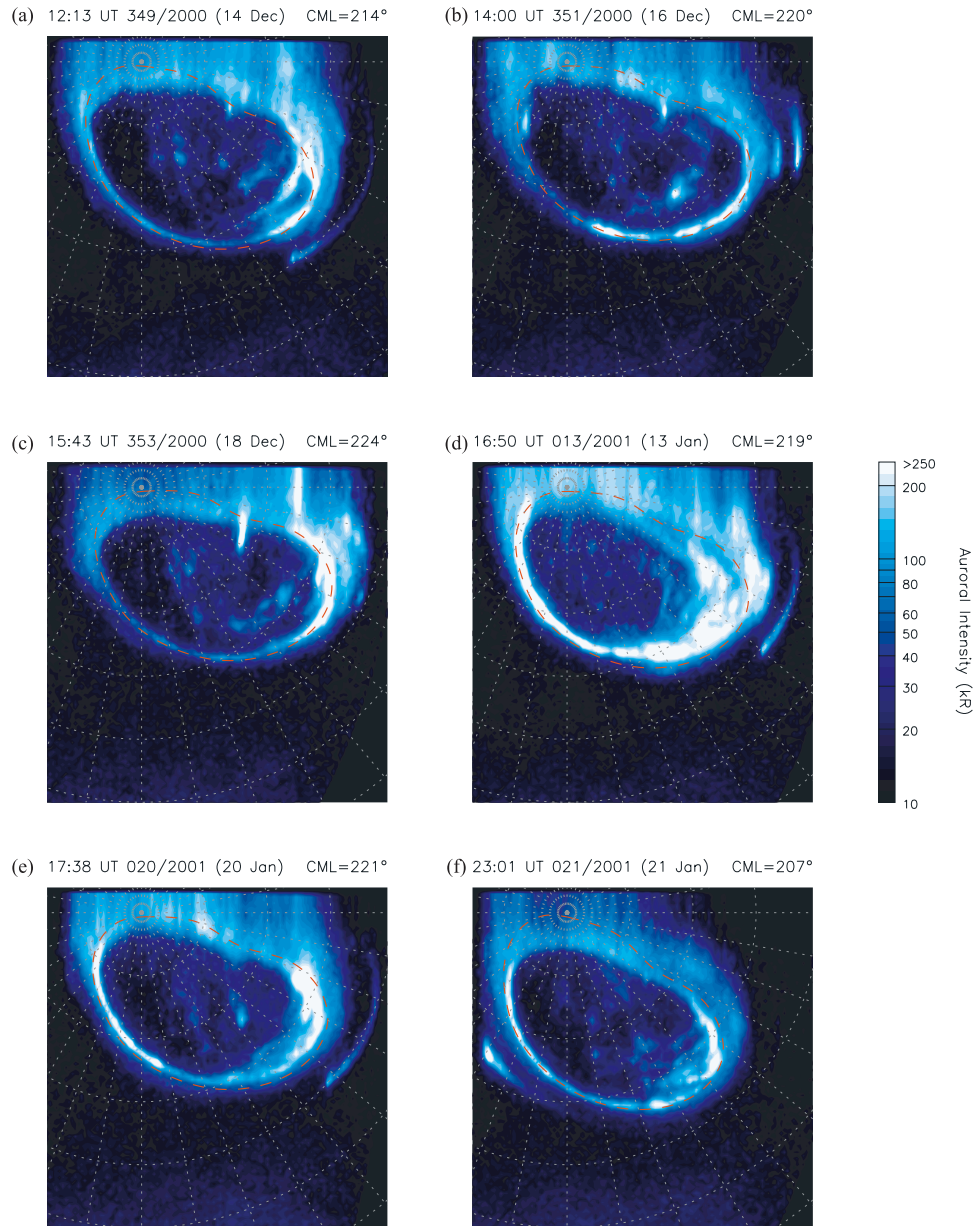 (a) 12:13 UT 349/2000 (14 Dec) CML=214°
(b) 14:00 UT 351/2000 (16 Dec) CML=220°
(c) 15:43 UT 353/2000 (18 Dec) CML=224°
(d) 16:50 UT 013/2001 (13 Jan) CML=219°
>250
200
100
80
60
50
40
30
20
10
Auroral Intensity (kR)
(e) 17:38 UT 020/2001 (20 Jan) CML=221°
(f) 23:01 UT 021/2001 (21 Jan) CML=207°